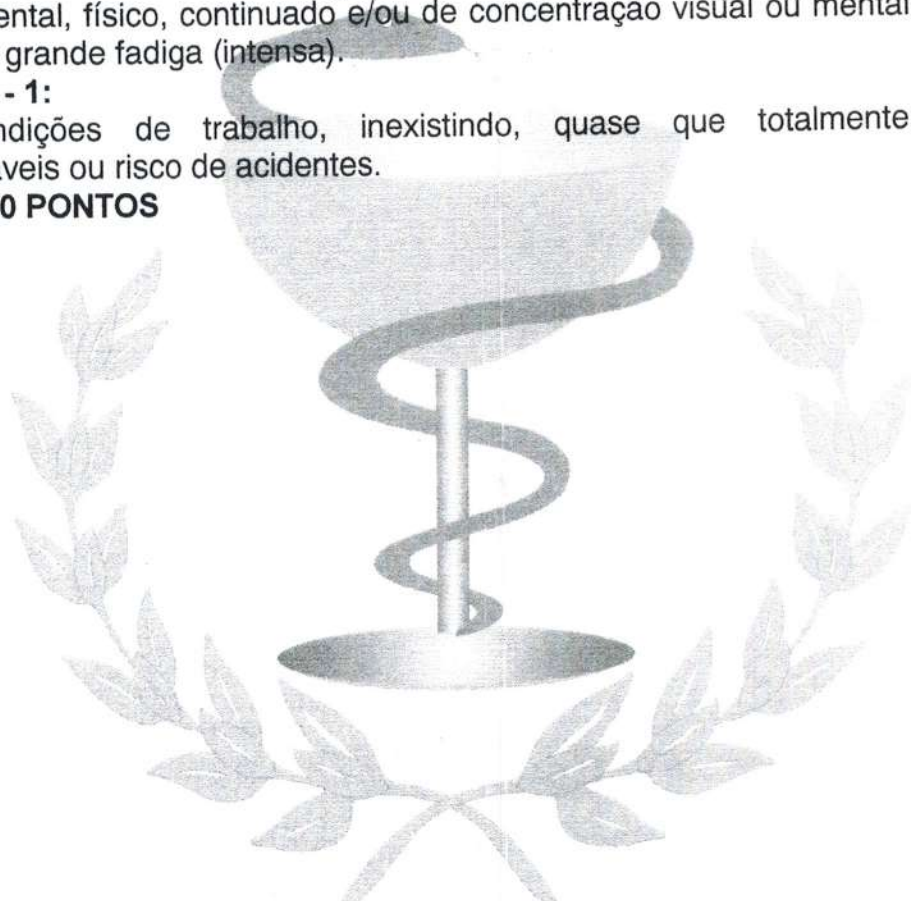 ental, físico, continuado e/ou de concentração visual ou mental
grande fadiga (intensa).
- 1:
ndições de trabalho, inexistindo, quase que totalmente
veis ou risco de acidentes.
0 PONTOS